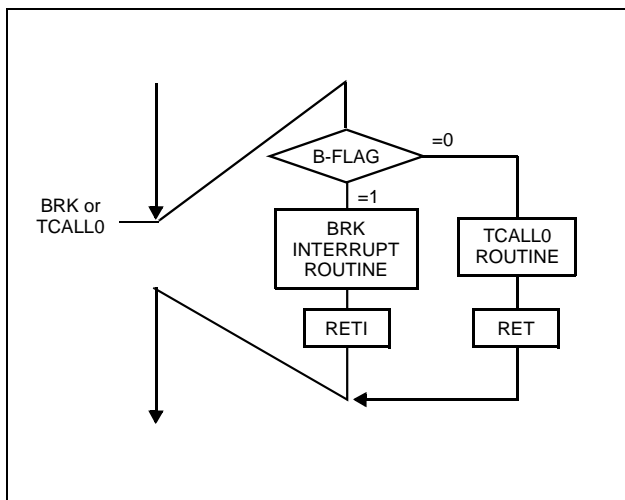 B-FLAG
=0
=1
BRK or
TCALL0
BRK
INTERRUPT
ROUTINE
TCALL0
ROUTINE
RETI
RET